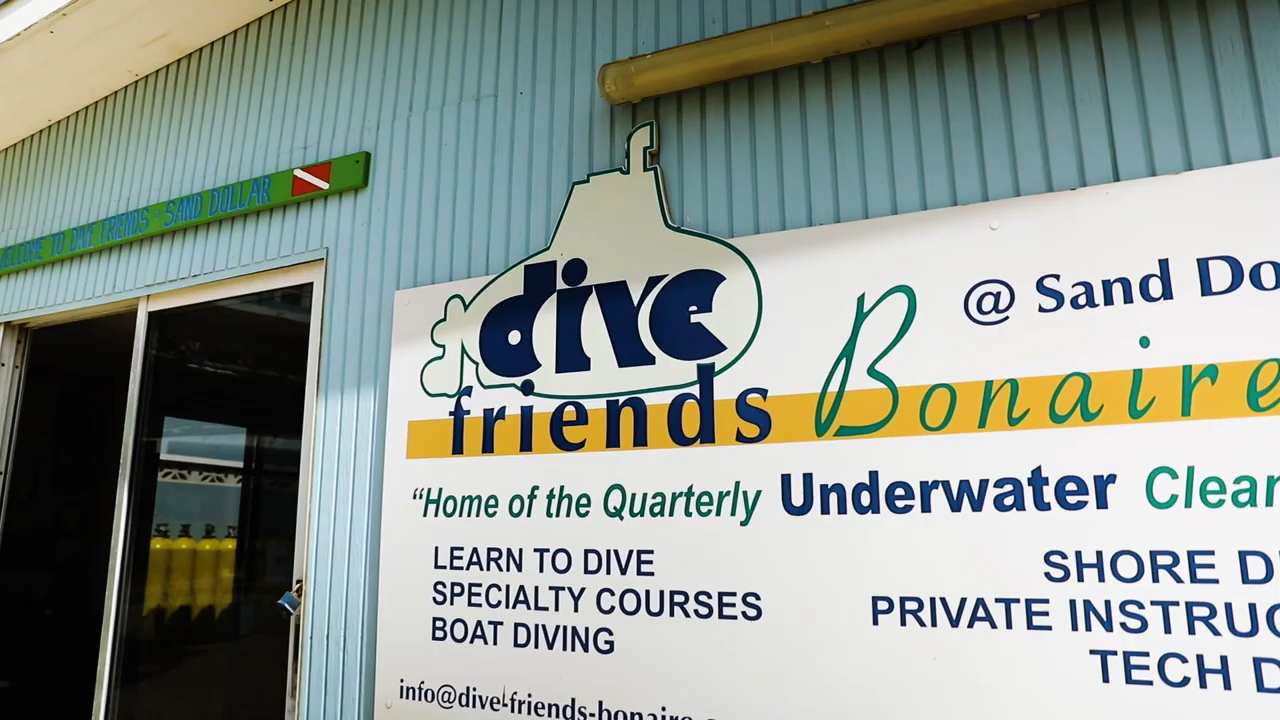 WELCOME TO DIVE FRIENDS - SAND DOLLAR
dive
friends Bonaire
@ Sand Do
“Home of the Quarterly Underwater Clean
LEARN TO DIVE
SPECIALTY COURSES
BOAT DIVING
SHORE D
PRIVATE INSTRUC
TECH D
info@dive-friends-bonaire.